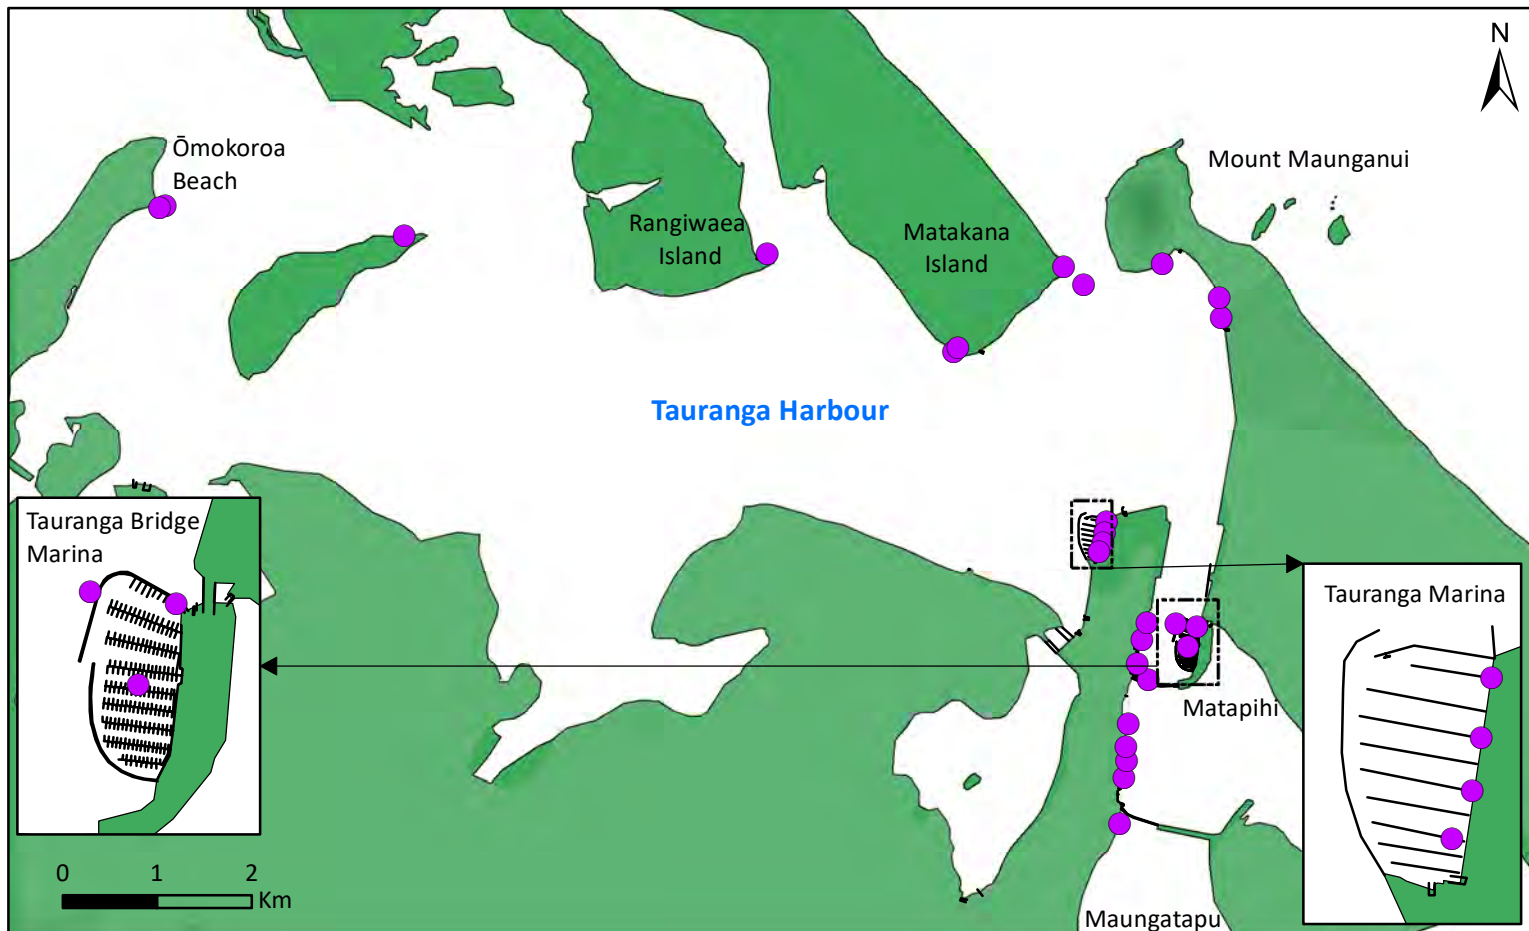 N
Ōmokoroa
Beach
Mount Maunganui
Rangiwaea
Island
Matakana
Island
Tauranga Harbour
Tauranga Bridge
Marina
Tauranga Marina
Matapihi
0 1 2
Km
Maungatapu